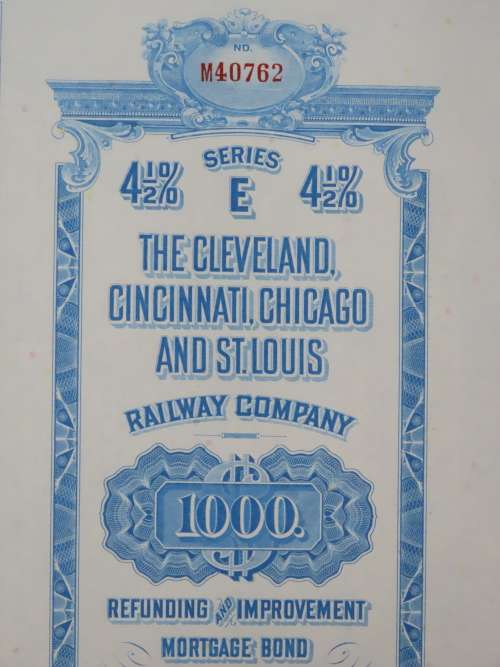 NO.
M40762
SERIES
4½% E 4½%
THE CLEVELAND,
CINCINNATI, CHICAGO
AND ST. LOUIS
RAILWAY COMPANY
$
1000.
REFUNDING AND IMPROVEMENT
MORTGAGE BOND